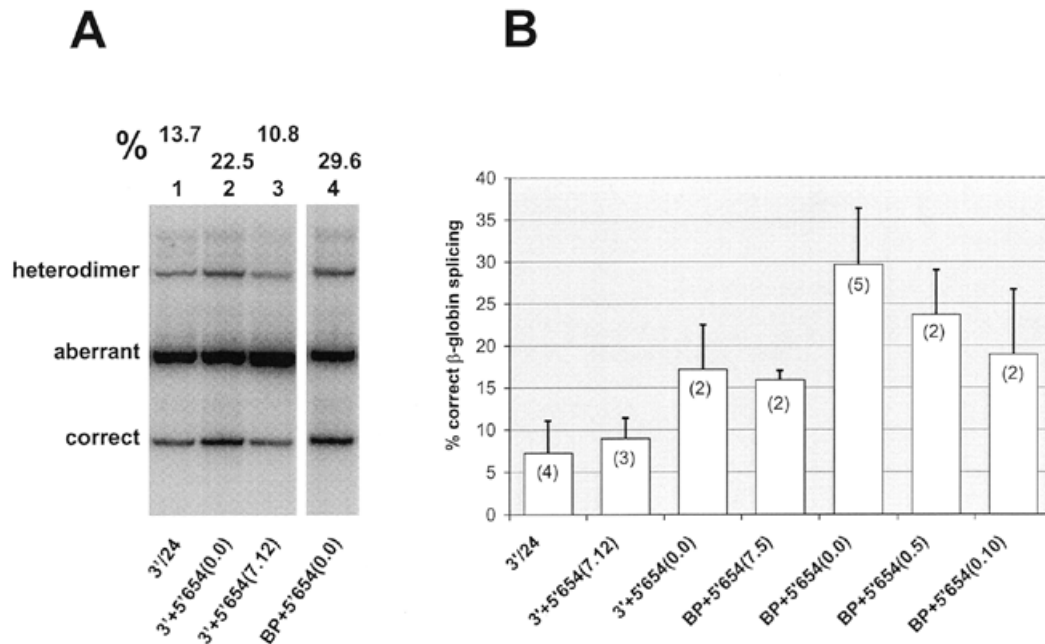 A
% 13.7 10.8
22.5 29.6
1 2 3 4
heterodimer
aberrant
correct
3'/24
3'+5'654(0.0)
3'+5'654(7.12)
BP+5'654(0.0)
B
% correct β-globin splicing
40
35
30
25
20
15
10
5
0
(4)
(3)
(2)
(2)
(5)
(2)
(2)
3'/24
3'+5'654(7.12)
3'+5'654(0.0)
BP+5'654(7.5)
BP+5'654(0.0)
BP+5'654(0.5)
BP+5'654(0.10)